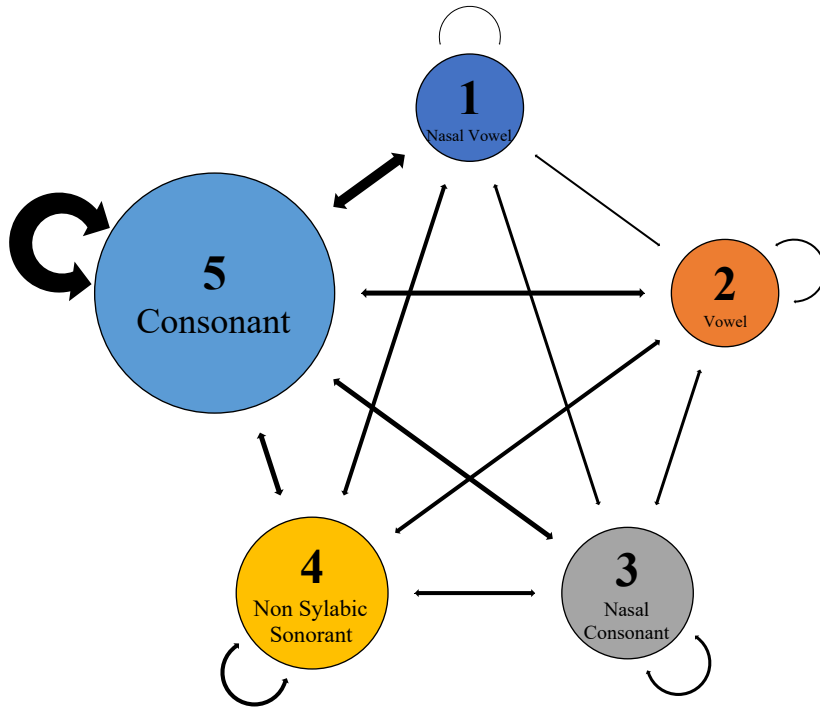 1
Nasal Vowel
5
Consonant
2
Vowel
4
Non Sylabic
Sonorant
3
Nasal
Consonant